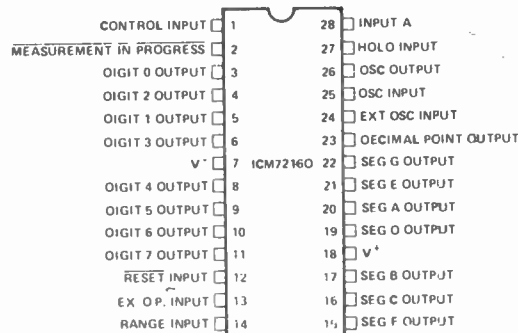 CONTROL INPUT 1 28 INPUT A
MEASUREMENT IN PROGRESS 2 27 HOLO INPUT
OIGIT 0 OUTPUT 3 26 OSC OUTPUT
OIGIT 2 OUTPUT 4 25 OSC INPUT
OIGIT 1 OUTPUT 5 24 EXT OSC INPUT
OIGIT 3 OUTPUT 6 23 OECIMAL POINT OUTPUT
V- 7 ICM7216O 22 SEG G OUTPUT
OIGIT 4 OUTPUT 8 21 SEG E OUTPUT
OIGIT 5 OUTPUT 9 20 SEG A OUTPUT
OIGIT 6 OUTPUT 10 19 SEG O OUTPUT
OIGIT 7 OUTPUT 11 18 V+
RESET INPUT 12 17 SEG B OUTPUT
EX O P. INPUT 13 16 SEG C OUTPUT
RANGE INPUT 14 15 SEG F OUTPUT